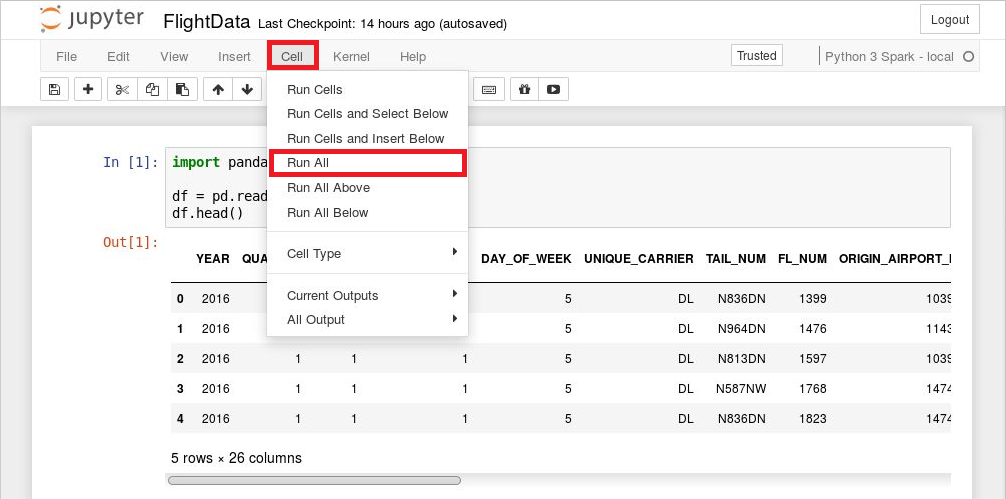 jupyter FlightData Last Checkpoint: 14 hours ago (autosaved) Logout
File Edit View Insert Cell Kernel Help Trusted Python 3 Spark - local
Run Cells
Run Cells and Select Below
Run Cells and Insert Below
Run All
Run All Above
Run All Below
Cell Type
Current Outputs
All Output
In [1]: import panda
df = pd.read
df.head()
Out[1]:
YEAR QUA DAY_OF_WEEK UNIQUE_CARRIER TAIL_NUM FL_NUM ORIGIN_AIRPORT_
0 2016 5 DL N836DN 1399 1039
1 2016 5 DL N964DN 1476 1143
2 2016 1 1 1 5 DL N813DN 1597 1039
3 2016 1 1 1 5 DL N587NW 1768 1474
4 2016 1 1 1 5 DL N836DN 1823 1474
5 rows × 26 columns